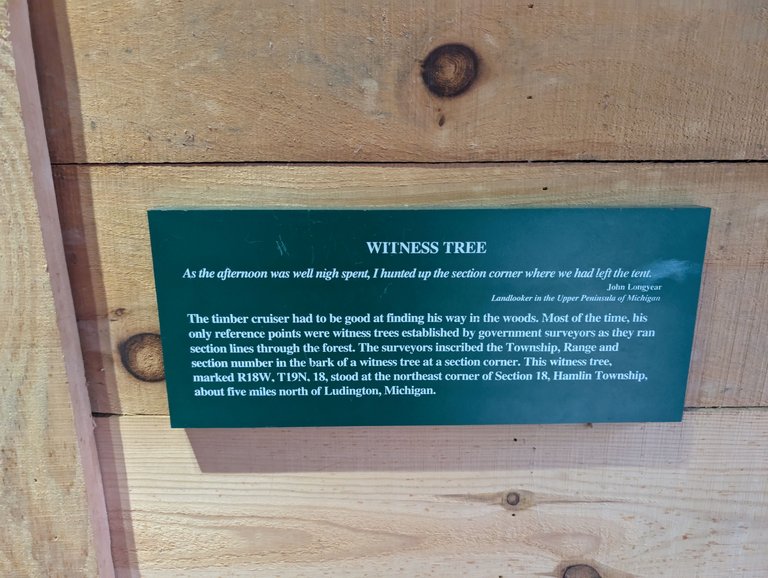 WITNESS TREE
As the afternoon was well nigh spent, I hunted up the section corner where we had left the tent.
John Longyear
Landlooker in the Upper Peninsula of Michigan
The timber cruiser had to be good at finding his way in the woods. Most of the time, his
only reference points were witness trees established by government surveyors as they ran
section lines through the forest. The surveyors inscribed the Township, Range and
section number in the bark of a witness tree at a section corner. This witness tree,
marked R18W, T19N, 18, stood at the northeast corner of Section 18, Hamlin Township,
about five miles north of Ludington, Michigan.